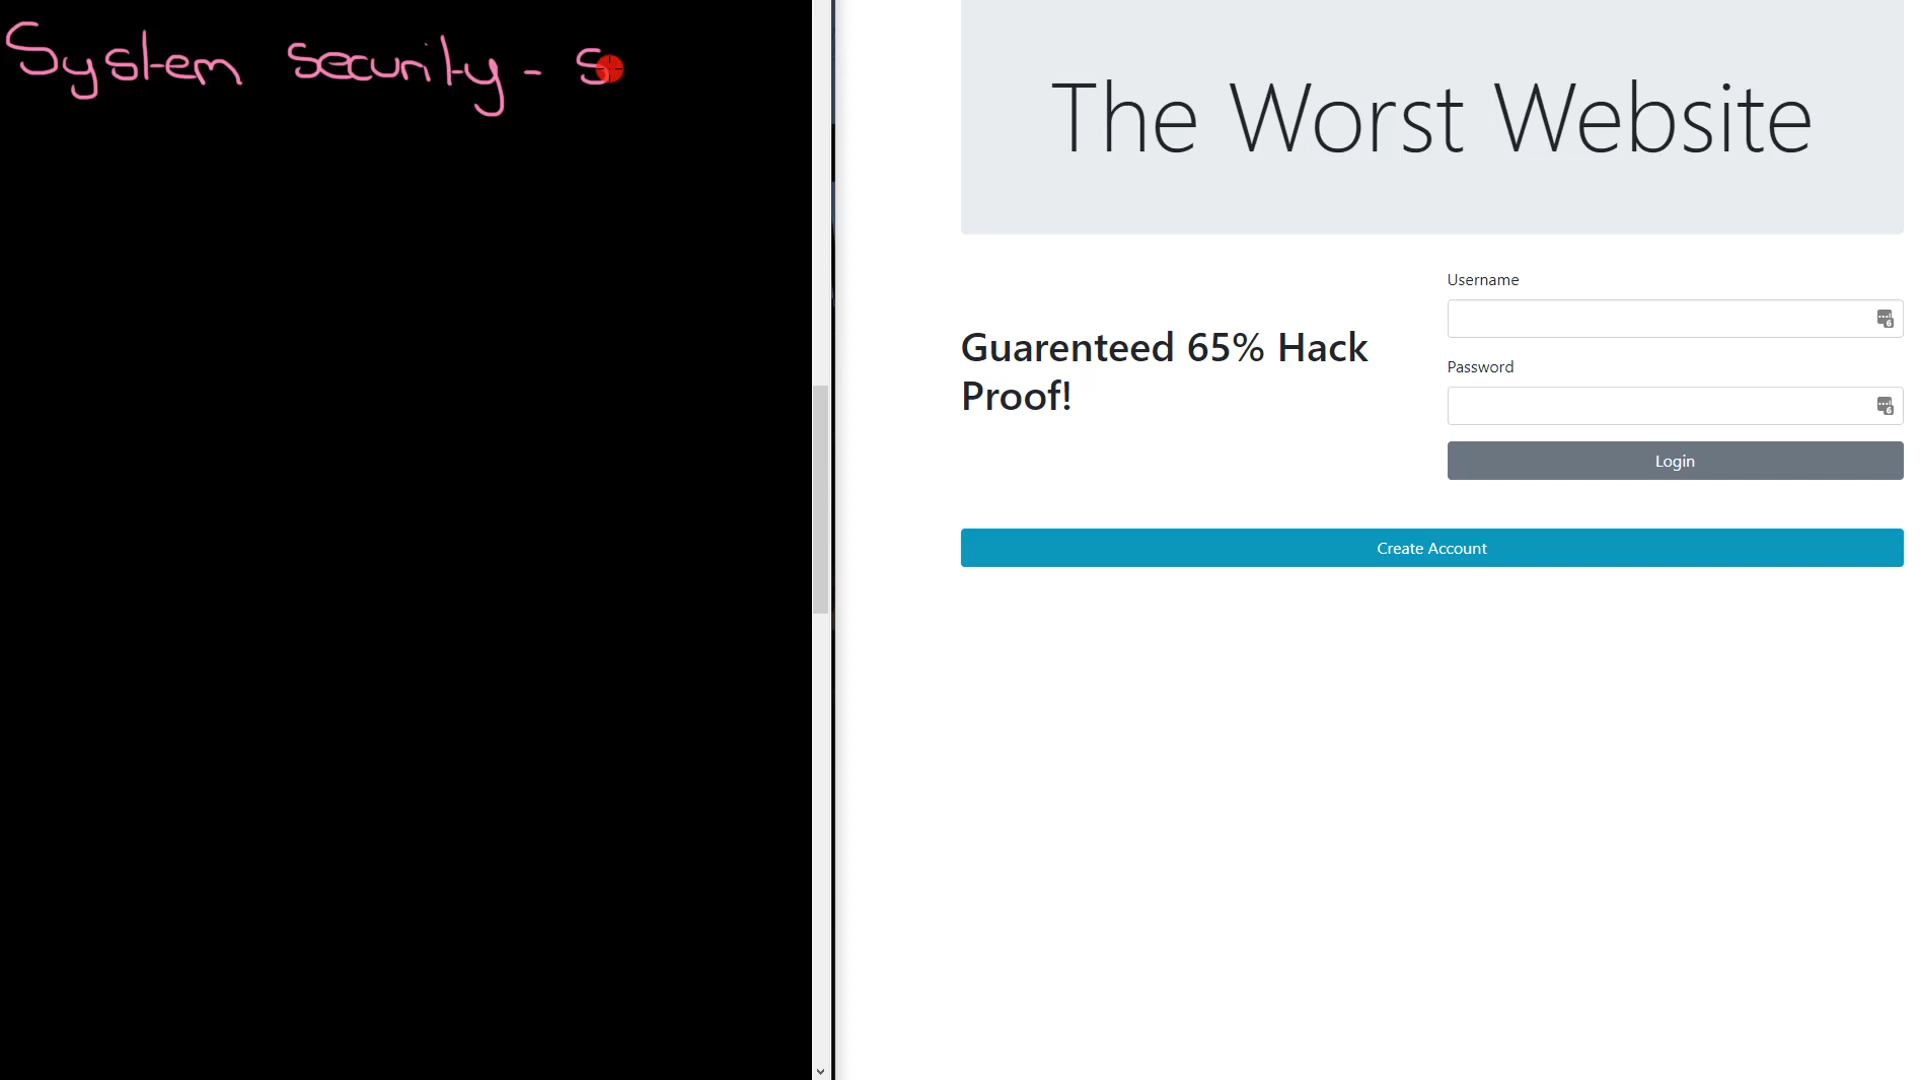 System security - s
The Worst Website
Username
Guarenteed 65% Hack
Proof!
Password
Login
Create Account